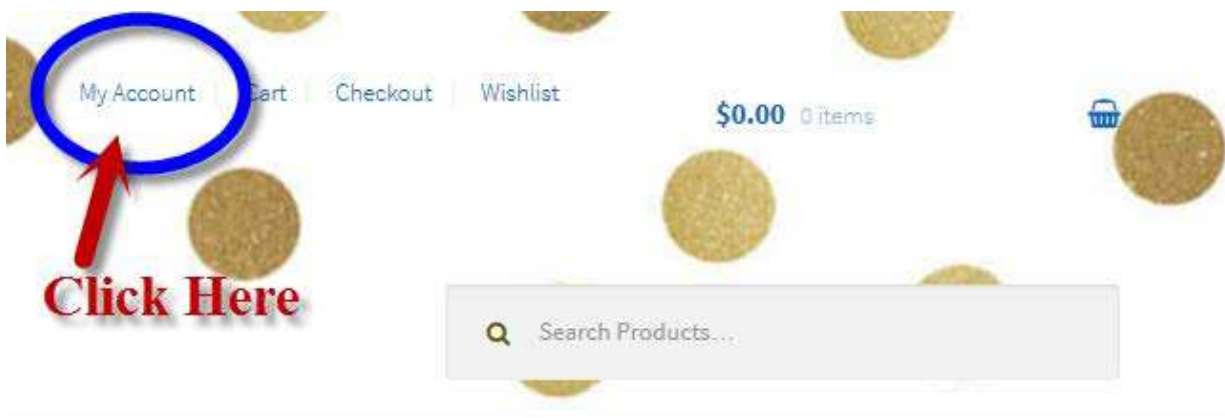 My Account Cart Checkout Wishlist
$0.00 0 items
Click Here
Search Products...